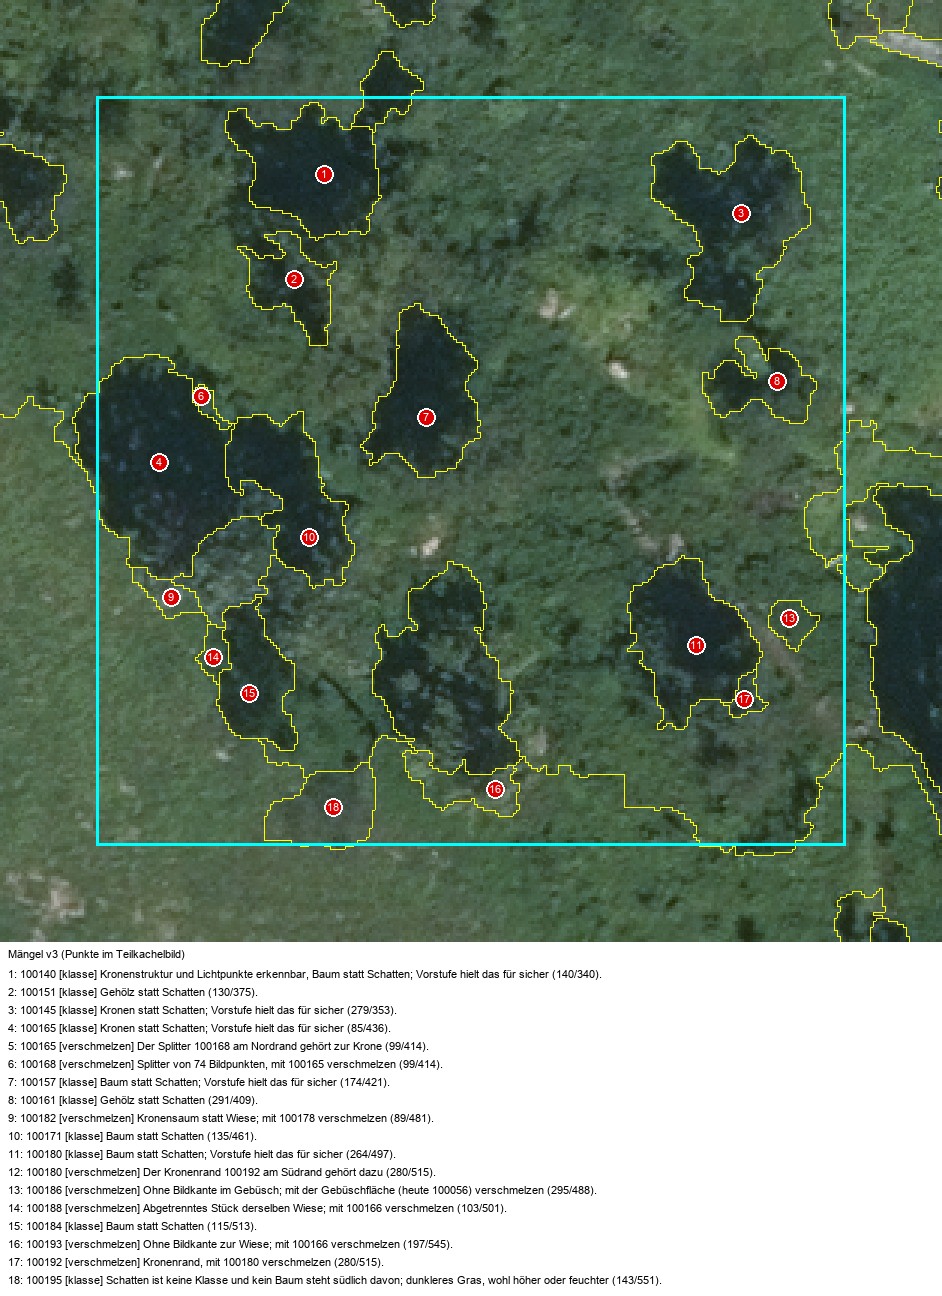 1
2
3
4
6
7
8
9
10
11
13
14
15
16
17
18
Mängel v3 (Punkte im Teilkachelbild)
1: 100140 [klasse] Kronenstruktur und Lichtpunkte erkennbar, Baum statt Schatten; Vorstufe hielt das für sicher (140/340).
2: 100151 [klasse] Gehölz statt Schatten (130/375).
3: 100145 [klasse] Kronen statt Schatten; Vorstufe hielt das für sicher (279/353).
4: 100165 [klasse] Kronen statt Schatten; Vorstufe hielt das für sicher (85/436).
5: 100165 [verschmelzen] Der Splitter 100168 am Nordrand gehört zur Krone (99/414).
6: 100168 [verschmelzen] Splitter von 74 Bildpunkten, mit 100165 verschmelzen (99/414).
7: 100157 [klasse] Baum statt Schatten; Vorstufe hielt das für sicher (174/421).
8: 100161 [klasse] Gehölz statt Schatten (291/409).
9: 100182 [verschmelzen] Kronensaum statt Wiese; mit 100178 verschmelzen (89/481).
10: 100171 [klasse] Baum statt Schatten (135/461).
11: 100180 [klasse] Baum statt Schatten; Vorstufe hielt das für sicher (264/497).
12: 100180 [verschmelzen] Der Kronenrand 100192 am Südrand gehört dazu (280/515).
13: 100186 [verschmelzen] Ohne Bildkante im Gebüsch; mit der Gebüschfläche (heute 100056) verschmelzen (295/488).
14: 100188 [verschmelzen] Abgetrenntes Stück derselben Wiese; mit 100166 verschmelzen (103/501).
15: 100184 [klasse] Baum statt Schatten (115/513).
16: 100193 [verschmelzen] Ohne Bildkante zur Wiese; mit 100166 verschmelzen (197/545).
17: 100192 [verschmelzen] Kronenrand, mit 100180 verschmelzen (280/515).
18: 100195 [klasse] Schatten ist keine Klasse und kein Baum steht südlich davon; dunkleres Gras, wohl höher oder feuchter (143/551).